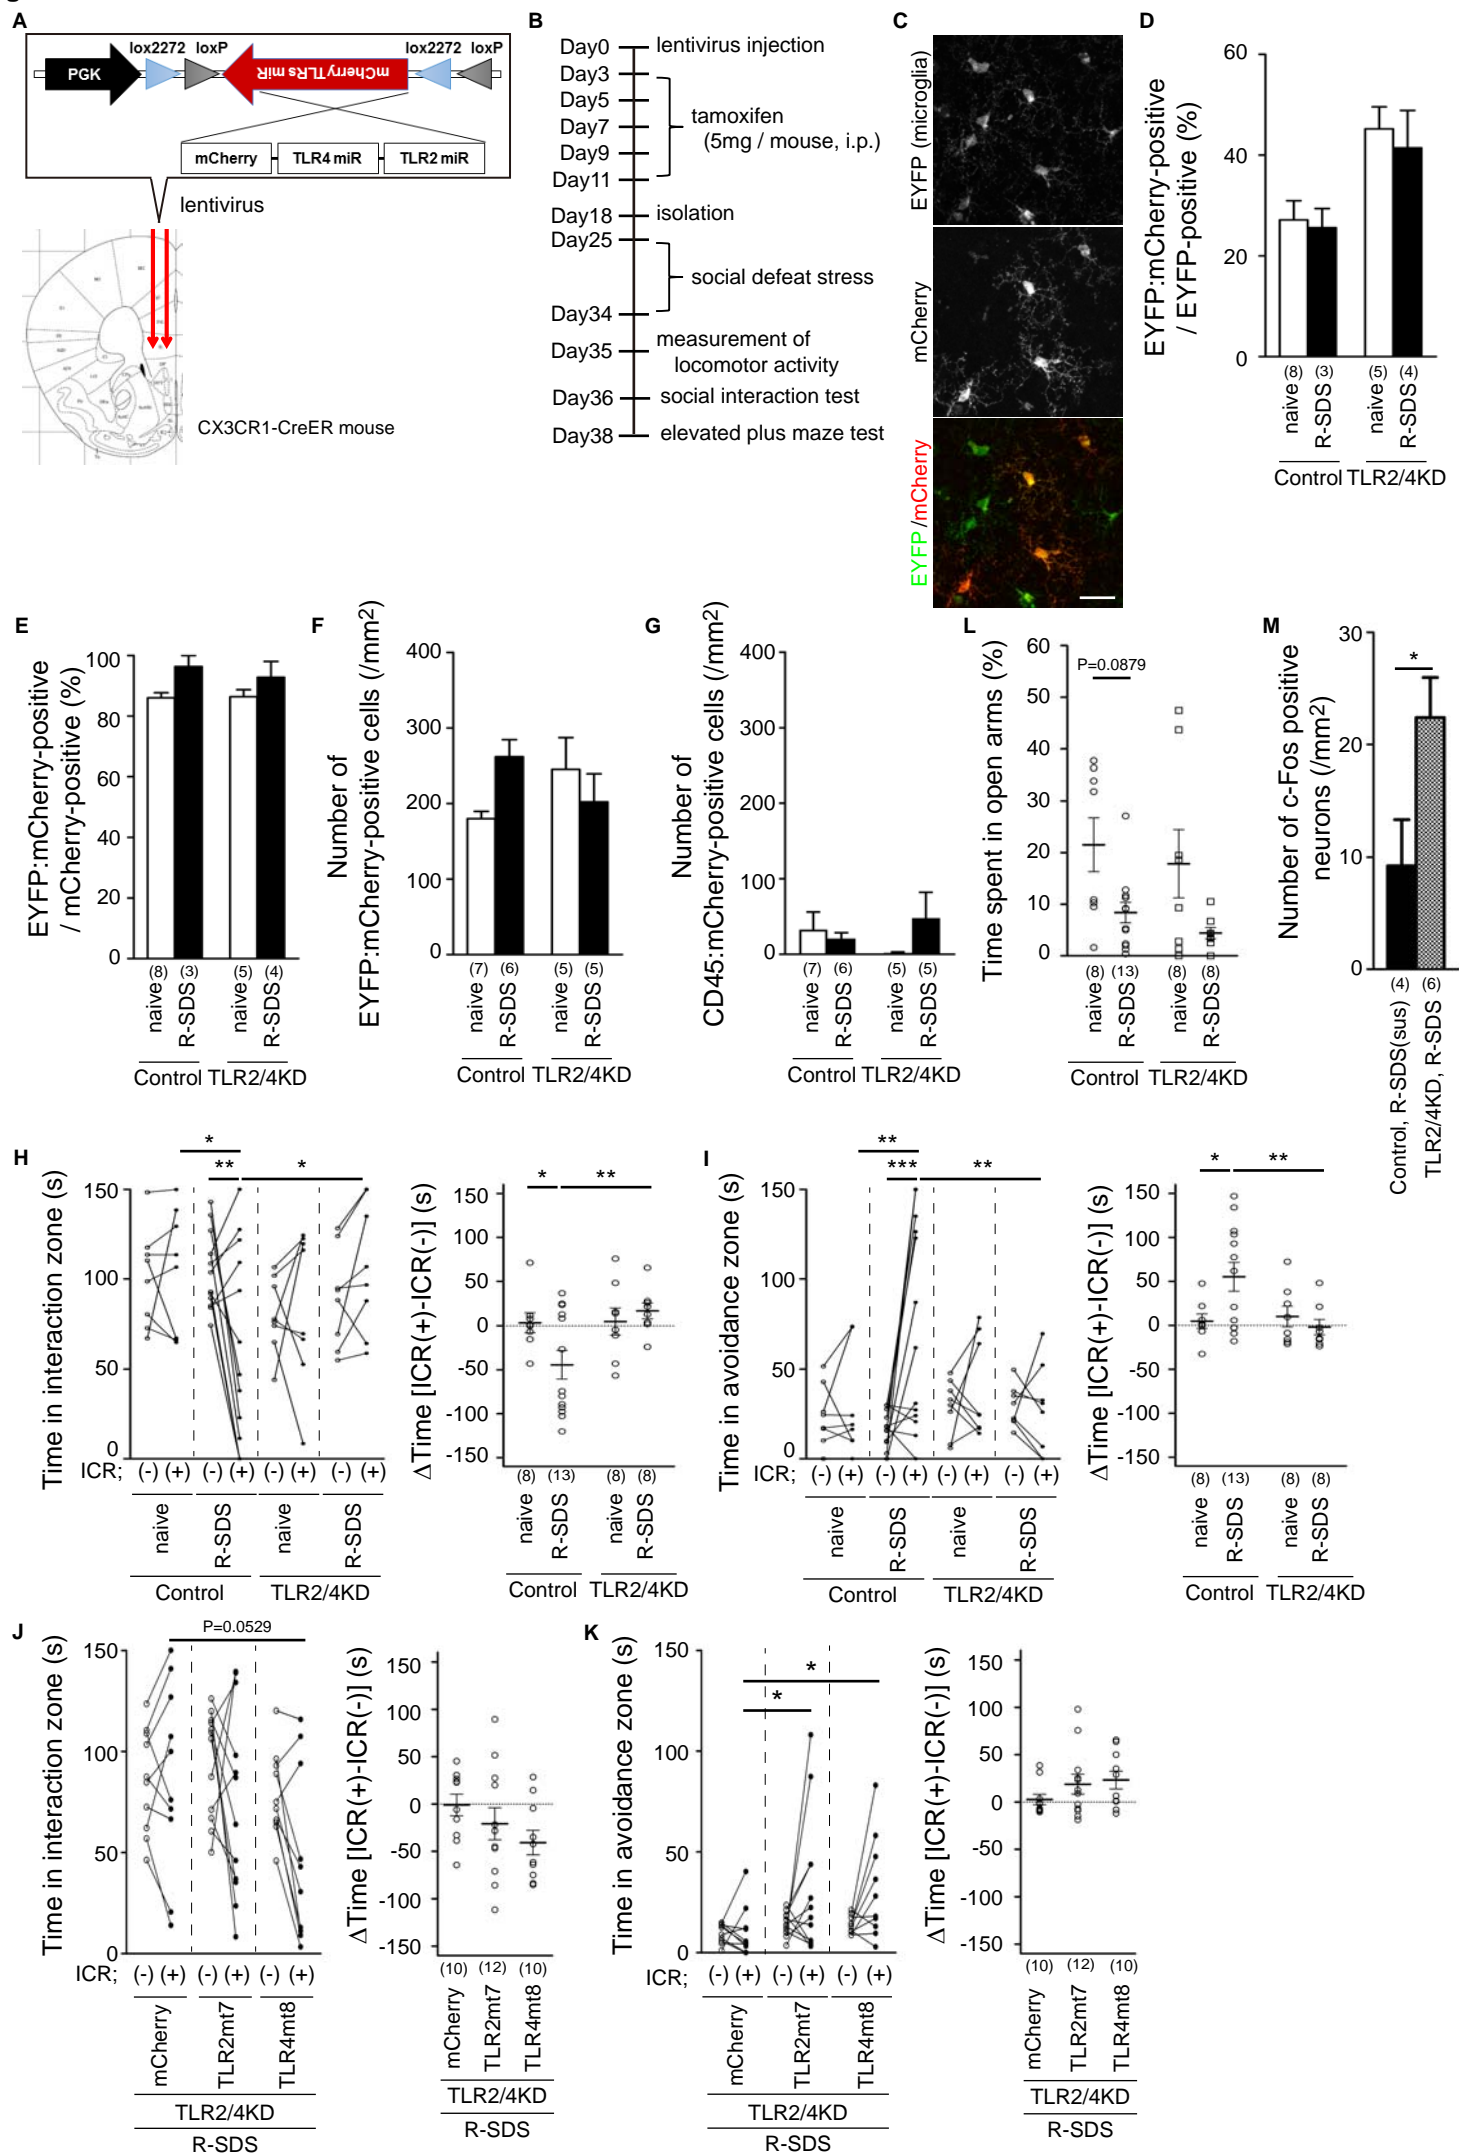 A
lox2272
loxP
lox2272
loxP
PGK
mCherry TLRs miR
mCherry
TLR4 miR
TLR2 miR
lentivirus
CX3CR1-CreER mouse
B
Day0
lentivirus injection
Day3
Day5
Day7
Day9
Day11
tamoxifen
(5mg / mouse, i.p.)
Day18
isolation
Day25
social defeat stress
Day34
Day35
measurement of
locomotor activity
Day36
social interaction test
Day38
elevated plus maze test
C
EYFP (microglia)
mCherry
EYFP /mCherry
D
EYFP:mCherry-positive
/ EYFP-positive (%)
60
40
20
0
(8) (3) (5) (4)
naive R-SDS naive R-SDS
Control TLR2/4KD
E
EYFP:mCherry-positive
/ mCherry-positive (%)
100
80
60
40
20
0
(8) (3) (5) (4)
naive R-SDS naive R-SDS
Control TLR2/4KD
F
Number of
EYFP:mCherry-positive cells (/mm2)
400
300
200
100
0
(7) (6) (5) (5)
naive R-SDS naive R-SDS
Control TLR2/4KD
G
Number of
CD45:mCherry-positive cells (/mm2)
400
300
200
100
0
(7) (6) (5) (5)
naive R-SDS naive R-SDS
Control TLR2/4KD
L
Time spent in open arms (%)
60
50
40
30
20
10
0
P=0.0879
(8) (13) (8) (8)
naive R-SDS naive R-SDS
Control TLR2/4KD
M
Number of c-Fos positive
neurons (/mm2)
30
20
10
0
*
(4) (6)
Control, R-SDS(sus)
TLR2/4KD, R-SDS
H
Time in interaction zone (s)
150
100
50
0
*
** *
ICR; (-) (+) (-) (+) (-) (+) (-) (+)
naive R-SDS naive R-SDS
Control TLR2/4KD
ΔTime [ICR(+)-ICR(-)] (s)
150
100
50
0
-50
-100
-150
* **
(8) (13) (8) (8)
naive R-SDS naive R-SDS
Control TLR2/4KD
I
Time in avoidance zone (s)
150
100
50
0
**
*** **
ICR; (-) (+) (-) (+) (-) (+) (-) (+)
naive R-SDS naive R-SDS
Control TLR2/4KD
ΔTime [ICR(+)-ICR(-)] (s)
150
100
50
0
-50
-100
-150
* **
(8) (13) (8) (8)
naive R-SDS naive R-SDS
Control TLR2/4KD
J
Time in interaction zone (s)
150
100
50
0
P=0.0529
ICR; (-) (+) (-) (+) (-) (+)
mCherry TLR2mt7 TLR4mt8
TLR2/4KD
R-SDS
ΔTime [ICR(+)-ICR(-)] (s)
150
100
50
0
-50
-100
-150
(10) (12) (10)
mCherry TLR2mt7 TLR4mt8
TLR2/4KD
R-SDS
K
Time in avoidance zone (s)
150
100
50
0
*
*
ICR; (-) (+) (-) (+) (-) (+)
mCherry TLR2mt7 TLR4mt8
TLR2/4KD
R-SDS
ΔTime [ICR(+)-ICR(-)] (s)
150
100
50
0
-50
-100
-150
(10) (12) (10)
mCherry TLR2mt7 TLR4mt8
TLR2/4KD
R-SDS